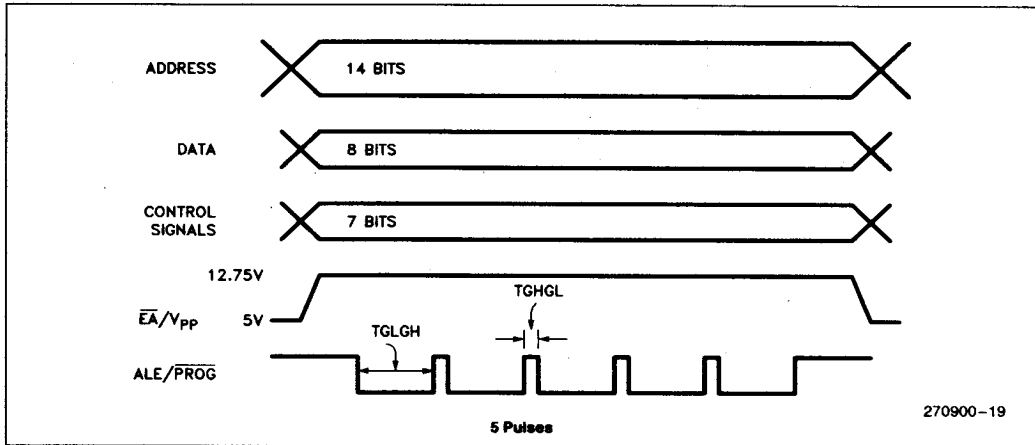 ADDRESS
14 BITS
DATA
8 BITS
CONTROL
SIGNALS
7 BITS
12.75V
TGHGL
EA/VPP
5V
TGLGH
ALE/PROG
5 Pulses
270900-19